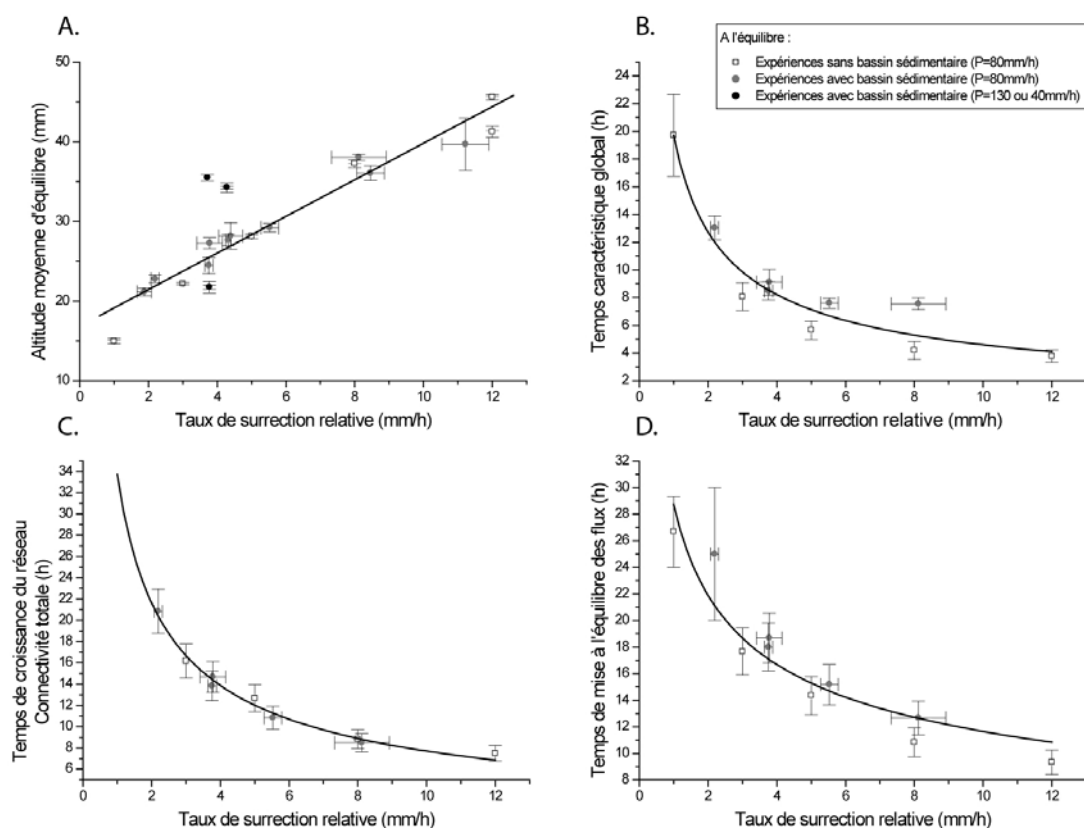 A.
Altitude moyenne d'équilibre (mm)
50
40
30
20
10
0 2 4 6 8 10 12
Taux de surrection relative (mm/h)
B.
A l'équilibre :
Expériences sans bassin sédimentaire (P=80mm/h)
Expériences avec bassin sédimentaire (P=80mm/h)
Expériences avec bassin sédimentaire (P=130 ou 40mm/h)
Temps caractéristique global (h)
24
22
20
18
16
14
12
10
8
6
4
2
0 2 4 6 8 10 12
Taux de surrection relative (mm/h)
C.
Temps de croissance du réseau
Connectivité totale (h)
34
32
30
28
26
24
22
20
18
16
14
12
10
8
6
0 2 4 6 8 10 12
Taux de surrection relative (mm/h)
D.
Temps de mise à l'équilibre des flux (h)
32
30
28
26
24
22
20
18
16
14
12
10
8
0 2 4 6 8 10 12
Taux de surrection relative (mm/h)